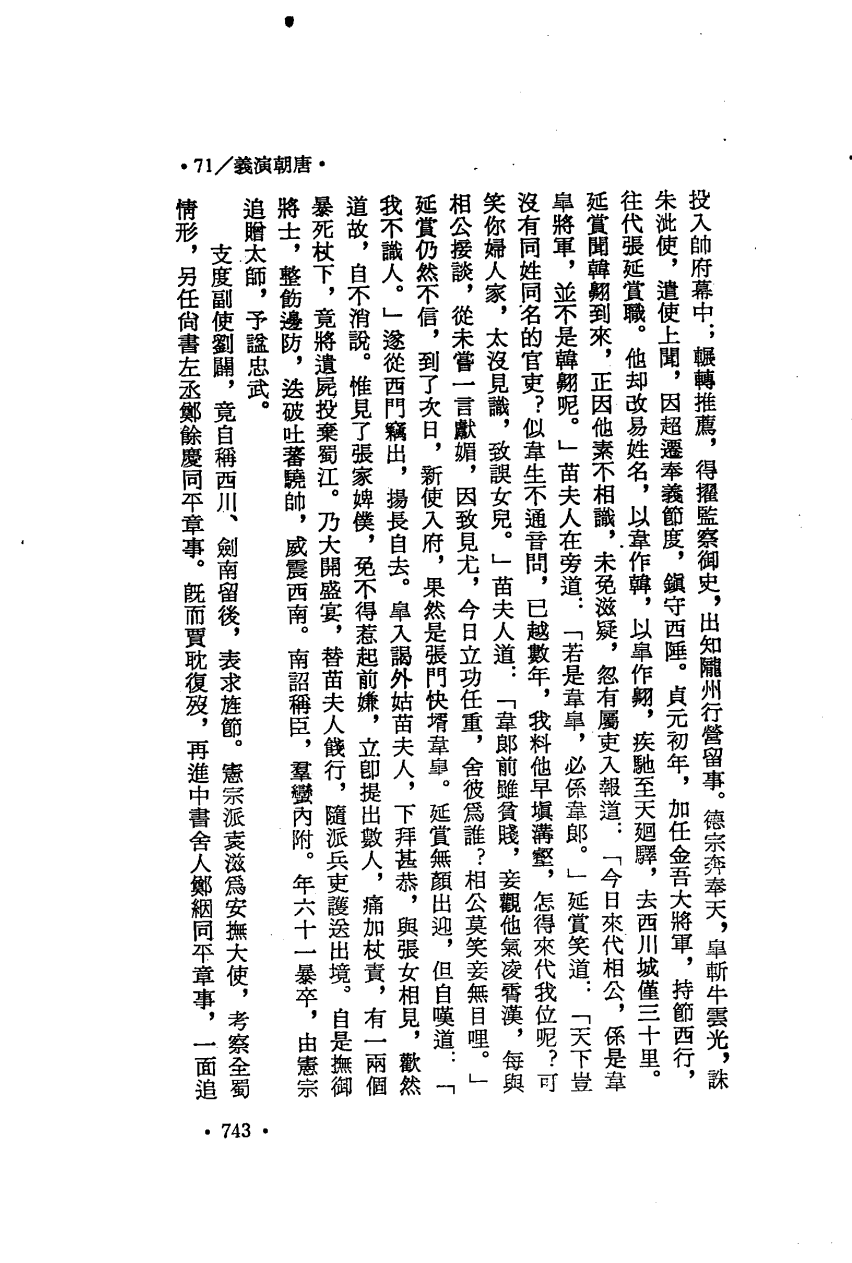 •71／義演朝唐•
投入帥府幕中；輾轉推薦，得擢監察御史，出知隴州行營留事。德宗奔奉天，皐斬牛雲光，誅
朱泚使，遣使上聞，因超遷奉義節度，鎭守西陲。貞元初年，加任金吾大將軍，持節西行，
往代張延賞職。他却改易姓名，以韋作韓，以皐作翺，疾馳至天廻驛，去西川城僅三十里。
延賞聞韓翺到來，正因他素不相識，未免滋疑，忽有屬吏入報道：「今日來代相公，係是韋
皐將軍，並不是韓翺呢。」苗夫人在旁道：「若是韋皐，必係韋郎。」延賞笑道：「天下豈
沒有同姓同名的官吏？似韋生不通音問，已越數年，我料他早塡溝壑，怎得來代我位呢？可
笑你婦人家，太沒見識，致誤女兒。」苗夫人道：「韋郎前雖貧賤，妾觀他氣凌霄漢，每與
相公接談，從未嘗一言獻媚，因致見尤，今日立功任重，舍彼爲誰？相公莫笑妾無目哩。」
延賞仍然不信，到了次日，新使入府，果然是張門快壻韋皐。延賞無顏出迎，但自嘆道：「
我不識人。」遂從西門竊出，揚長自去。皐入謁外姑苗夫人，下拜甚恭，與張女相見，歡然
道故，自不消說。惟見了張家婢僕，免不得惹起前嫌，立卽提出數人，痛加杖責，有一兩個
暴死杖下，竟將遺屍投棄蜀江。乃大開盛宴，替苗夫人餞行，隨派兵吏護送出境。自是撫御
將士，整飭邊防，迭破吐蕃驍帥，威震西南。南詔稱臣，羣蠻內附。年六十一暴卒，由憲宗
追贈太師，予諡忠武。
支度副使劉闢，竟自稱西川、劍南留後，表求旌節。憲宗派袁滋爲安撫大使，考察全蜀
情形，另任尙書左丞鄭餘慶同平章事。旣而賈耽復歿，再進中書舍人鄭絪同平章事，一面追
•743•